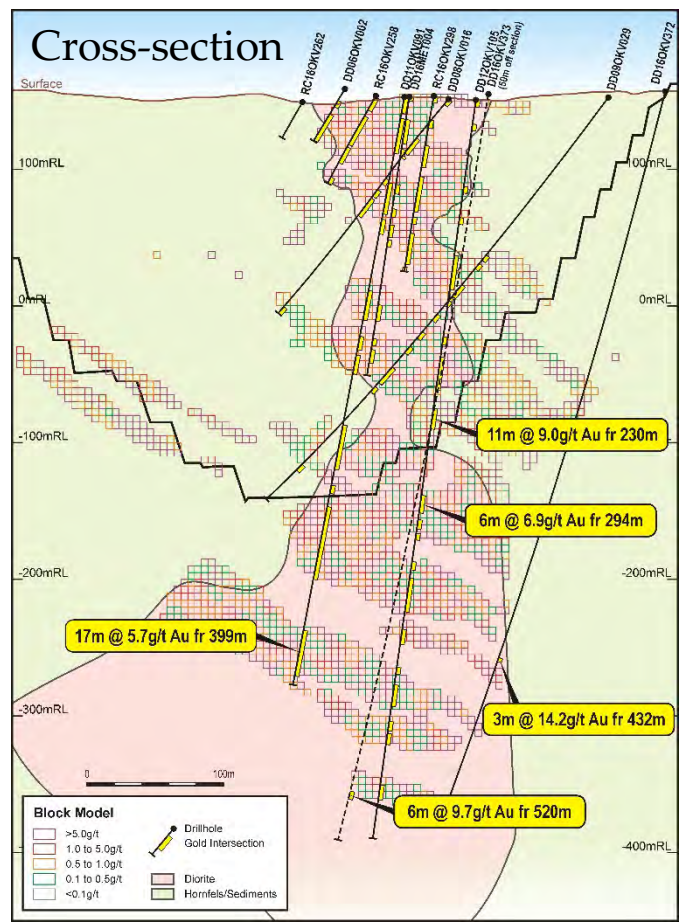 Cross-section
RC16OKV262
DD06OKV002
RC16OKV258
DD16MET004
RC16OKV298
DD08OKV016
DD12OKV105
DD16OKV373
(50m off section)
DD09OKV029
DD16OKV372
Surface
100mRL
100mRL
0mRL
0mRL
-100mRL
-100mRL
11m @ 9.0g/t Au fr 230m
6m @ 6.9g/t Au fr 294m
-200mRL
-200mRL
17m @ 5.7g/t Au fr 399m
3m @ 14.2g/t Au fr 432m
-300mRL
0
100m
6m @ 9.7g/t Au fr 520m
-400mRL
Block Model
>5.0g/t
1.0 to 5.0g/t
0.5 to 1.0g/t
0.1 to 0.5g/t
<0.1g/t
Drillhole
Gold Intersection
Diorite
Hornfels/Sediments